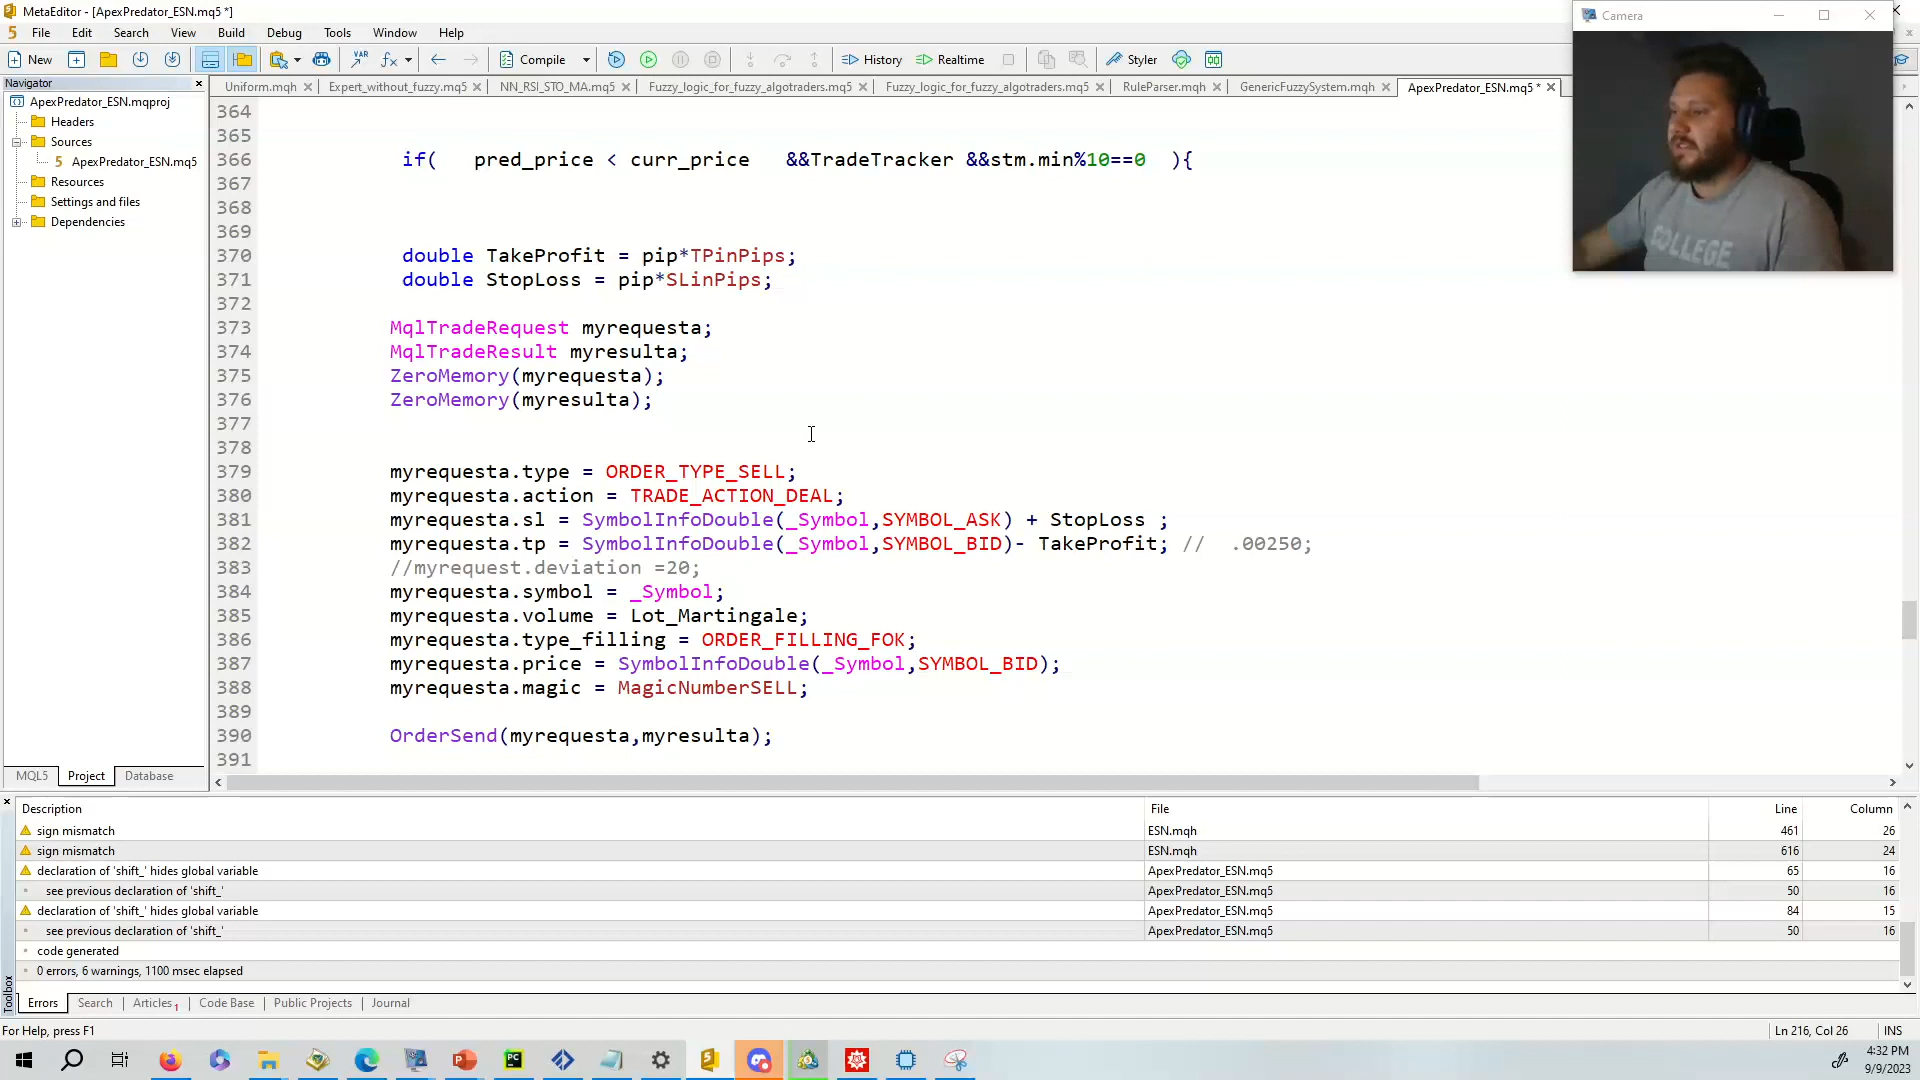 MetaEditor - [ApexPredator_ESN.mq5 *]
Camera
File Edit Search View Build Debug Tools Window Help
New Compile History Realtime Styler
Navigator
Uniform.mqh Expert_without_fuzzy.mq5 NN_RSI_STO_MA.mq5 Fuzzy_logic_for_fuzzy_algotraders.mq5 Fuzzy_logic_for_fuzzy_algotraders.mq5 RuleParser.mqh GenericFuzzySystem.mqh ApexPredator_ESN.mq5 *
ApexPredator_ESN.mqproj
Headers
Sources
5 ApexPredator_ESN.mq5
Resources
Settings and files
Dependencies
364
365
366 if( pred_price < curr_price &&TradeTracker &&stm.min%10==0 ){
367
368
369
370 double TakeProfit = pip*TPinPips;
371 double StopLoss = pip*SLinPips;
372
373 MqlTradeRequest myrequesta;
374 MqlTradeResult myresulta;
375 ZeroMemory(myrequesta);
376 ZeroMemory(myresulta);
377
378
379 myrequesta.type = ORDER_TYPE_SELL;
380 myrequesta.action = TRADE_ACTION_DEAL;
381 myrequesta.sl = SymbolInfoDouble(_Symbol,SYMBOL_ASK) + StopLoss ;
382 myrequesta.tp = SymbolInfoDouble(_Symbol,SYMBOL_BID)- TakeProfit; // .00250;
383 //myrequest.deviation =20;
384 myrequesta.symbol = _Symbol;
385 myrequesta.volume = Lot_Martingale;
386 myrequesta.type_filling = ORDER_FILLING_FOK;
387 myrequesta.price = SymbolInfoDouble(_Symbol,SYMBOL_BID);
388 myrequesta.magic = MagicNumberSELL;
389
390 OrderSend(myrequesta,myresulta);
391
COLLEGE
MQL5 Project Database
Description File Line Column
sign mismatch ESN.mqh 461 26
sign mismatch ESN.mqh 616 24
declaration of 'shift_' hides global variable ApexPredator_ESN.mq5 65 16
see previous declaration of 'shift_' ApexPredator_ESN.mq5 50 16
declaration of 'shift_' hides global variable ApexPredator_ESN.mq5 84 15
see previous declaration of 'shift_' ApexPredator_ESN.mq5 50 16
code generated
0 errors, 6 warnings, 1100 msec elapsed
Toolbox
Errors Search Articles 1 Code Base Public Projects Journal
For Help, press F1
Ln 216, Col 26 INS
4:32 PM
9/9/2023